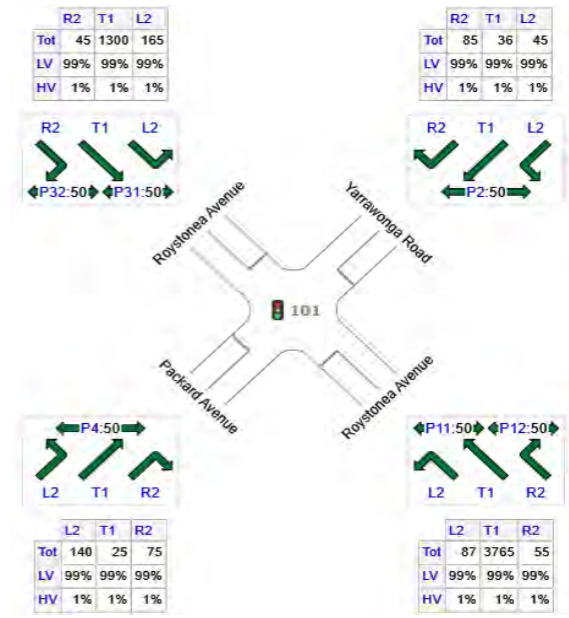 R2 T1 L2
Tot 45 1300 165
LV 99% 99% 99%
HV 1% 1% 1%
R2 T1 L2
P32:50 P31:50
R2 T1 L2
Tot 85 36 45
LV 99% 99% 99%
HV 1% 1% 1%
R2 T1 L2
P2:50
Roystonea Avenue
Yarrawonga Road
101
Packard Avenue
Roystonea Avenue
P4:50
L2 T1 R2
L2 T1 R2
Tot 140 25 75
LV 99% 99% 99%
HV 1% 1% 1%
P11:50 P12:50
L2 T1 R2
L2 T1 R2
Tot 87 3765 55
LV 99% 99% 99%
HV 1% 1% 1%